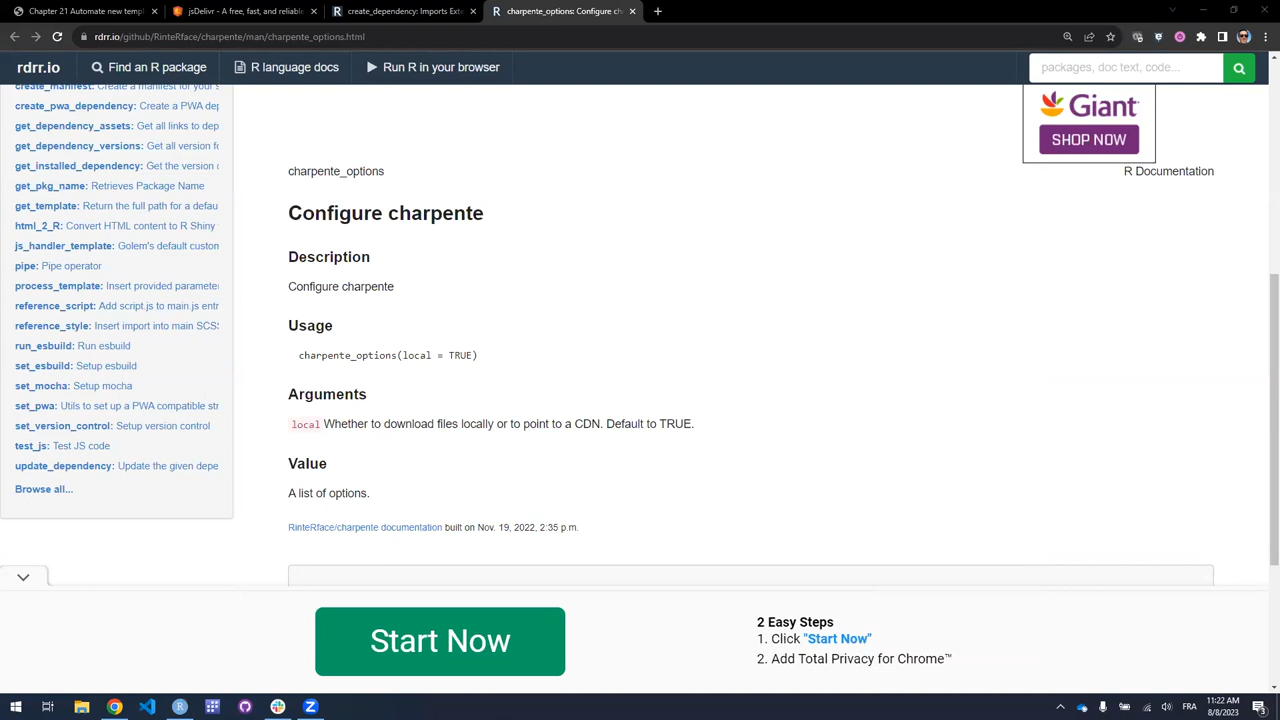 Chapter 21 Automate new templ
jsDelivr - A free, fast, and reliable
create_dependency: Imports Exte
charpente_options: Configure cha
rdrr.io/github/RinteRface/charpente/man/charpente_options.html
rdrr.io
Find an R package
R language docs
Run R in your browser
packages, doc text, code...
create_manifest: Create a manifest for your s
create_pwa_dependency: Create a PWA dep
get_dependency_assets: Get all links to dep
get_dependency_versions: Get all version fo
get_installed_dependency: Get the version o
get_pkg_name: Retrieves Package Name
get_template: Return the full path for a defau
html_2_R: Convert HTML content to R Shiny
js_handler_template: Golem's default custom
pipe: Pipe operator
process_template: Insert provided parameter
reference_script: Add script.js to main.js entr
reference_style: Insert import into main SCSS
run_esbuild: Run esbuild
set_esbuild: Setup esbuild
set_mocha: Setup mocha
set_pwa: Utils to set up a PWA compatible str
set_version_control: Setup version control
test_js: Test JS code
update_dependency: Update the given depe
Browse all...
Giant
SHOP NOW
charpente_options
R Documentation
Configure charpente
Description
Configure charpente
Usage
charpente_options(local = TRUE)
Arguments
local Whether to download files locally or to point to a CDN. Default to TRUE.
Value
A list of options.
RinteRface/charpente documentation built on Nov. 19, 2022, 2:35 p.m.
Start Now
2 Easy Steps
1. Click "Start Now"
2. Add Total Privacy for Chrome™
FRA
11:22 AM
8/8/2023